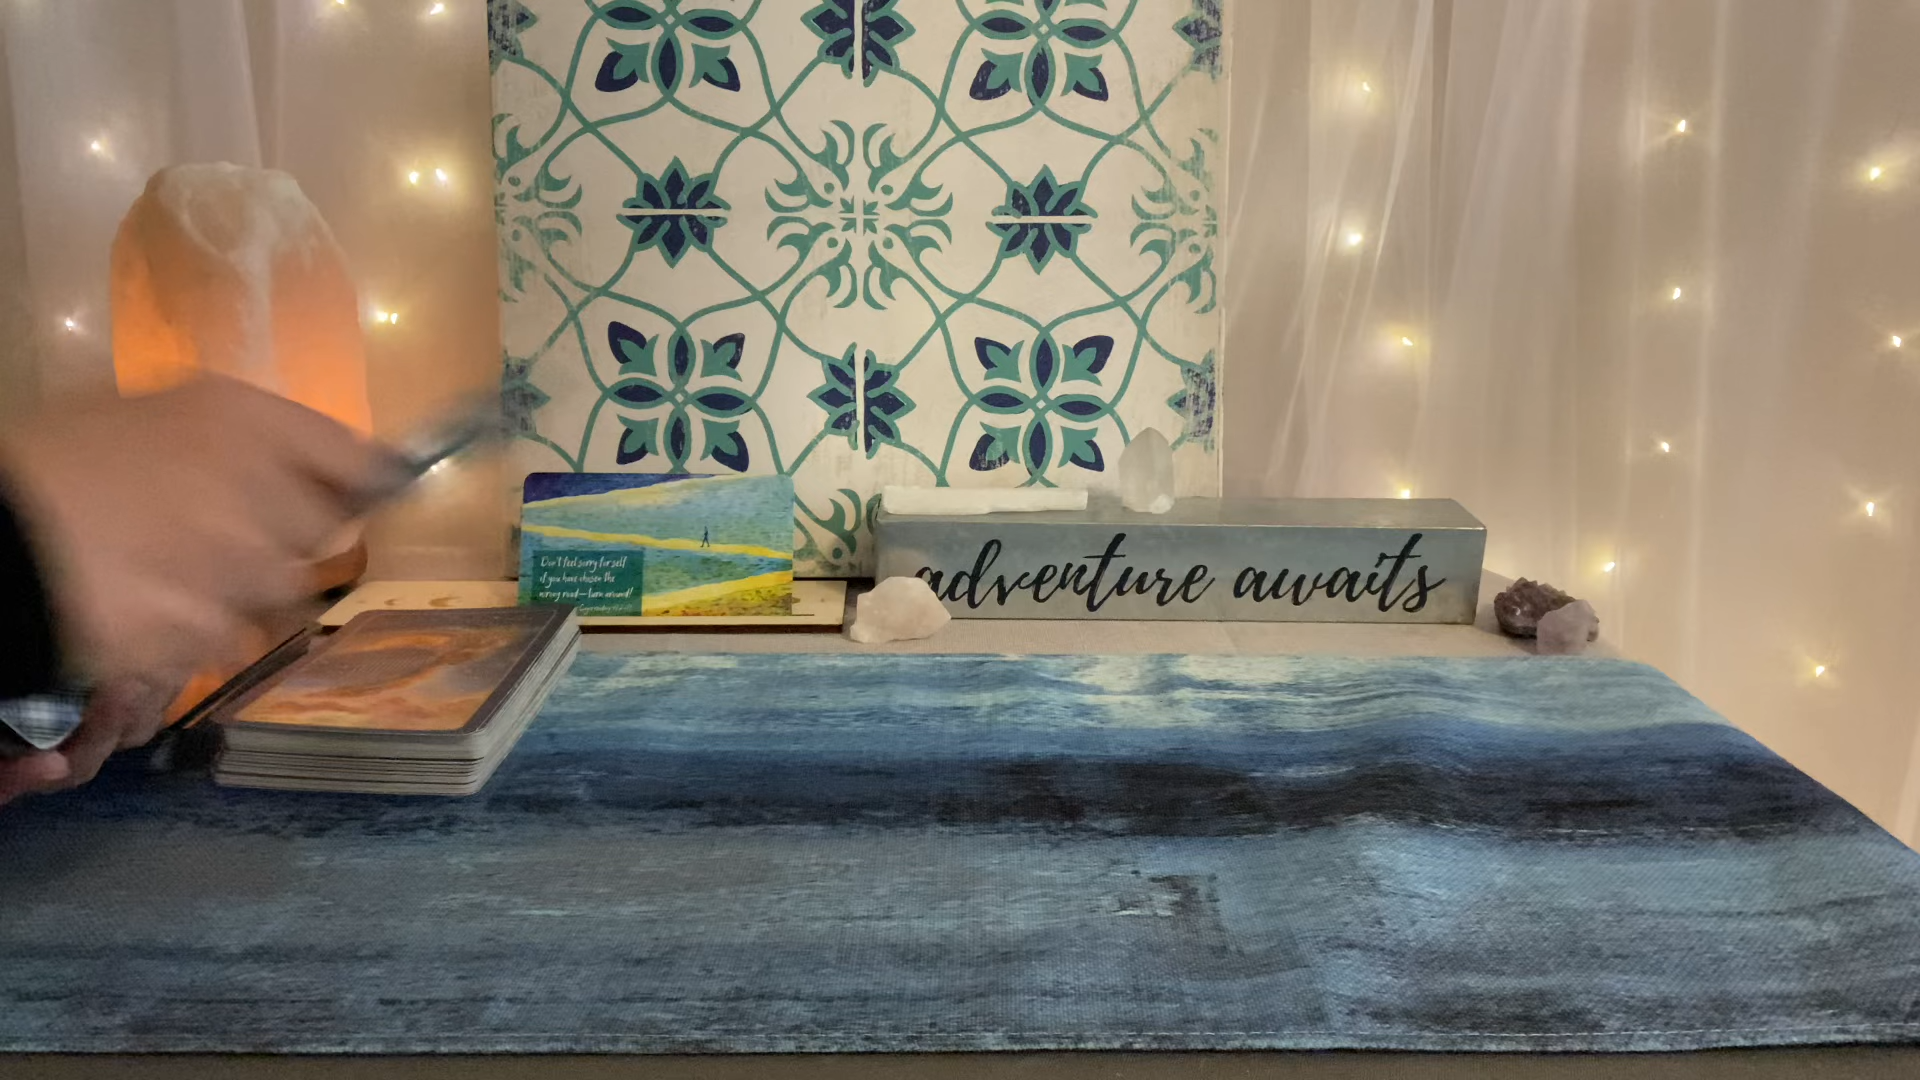 Don't feel sorry for self
if you have chosen the
wrong road—turn around!
adventure awaits